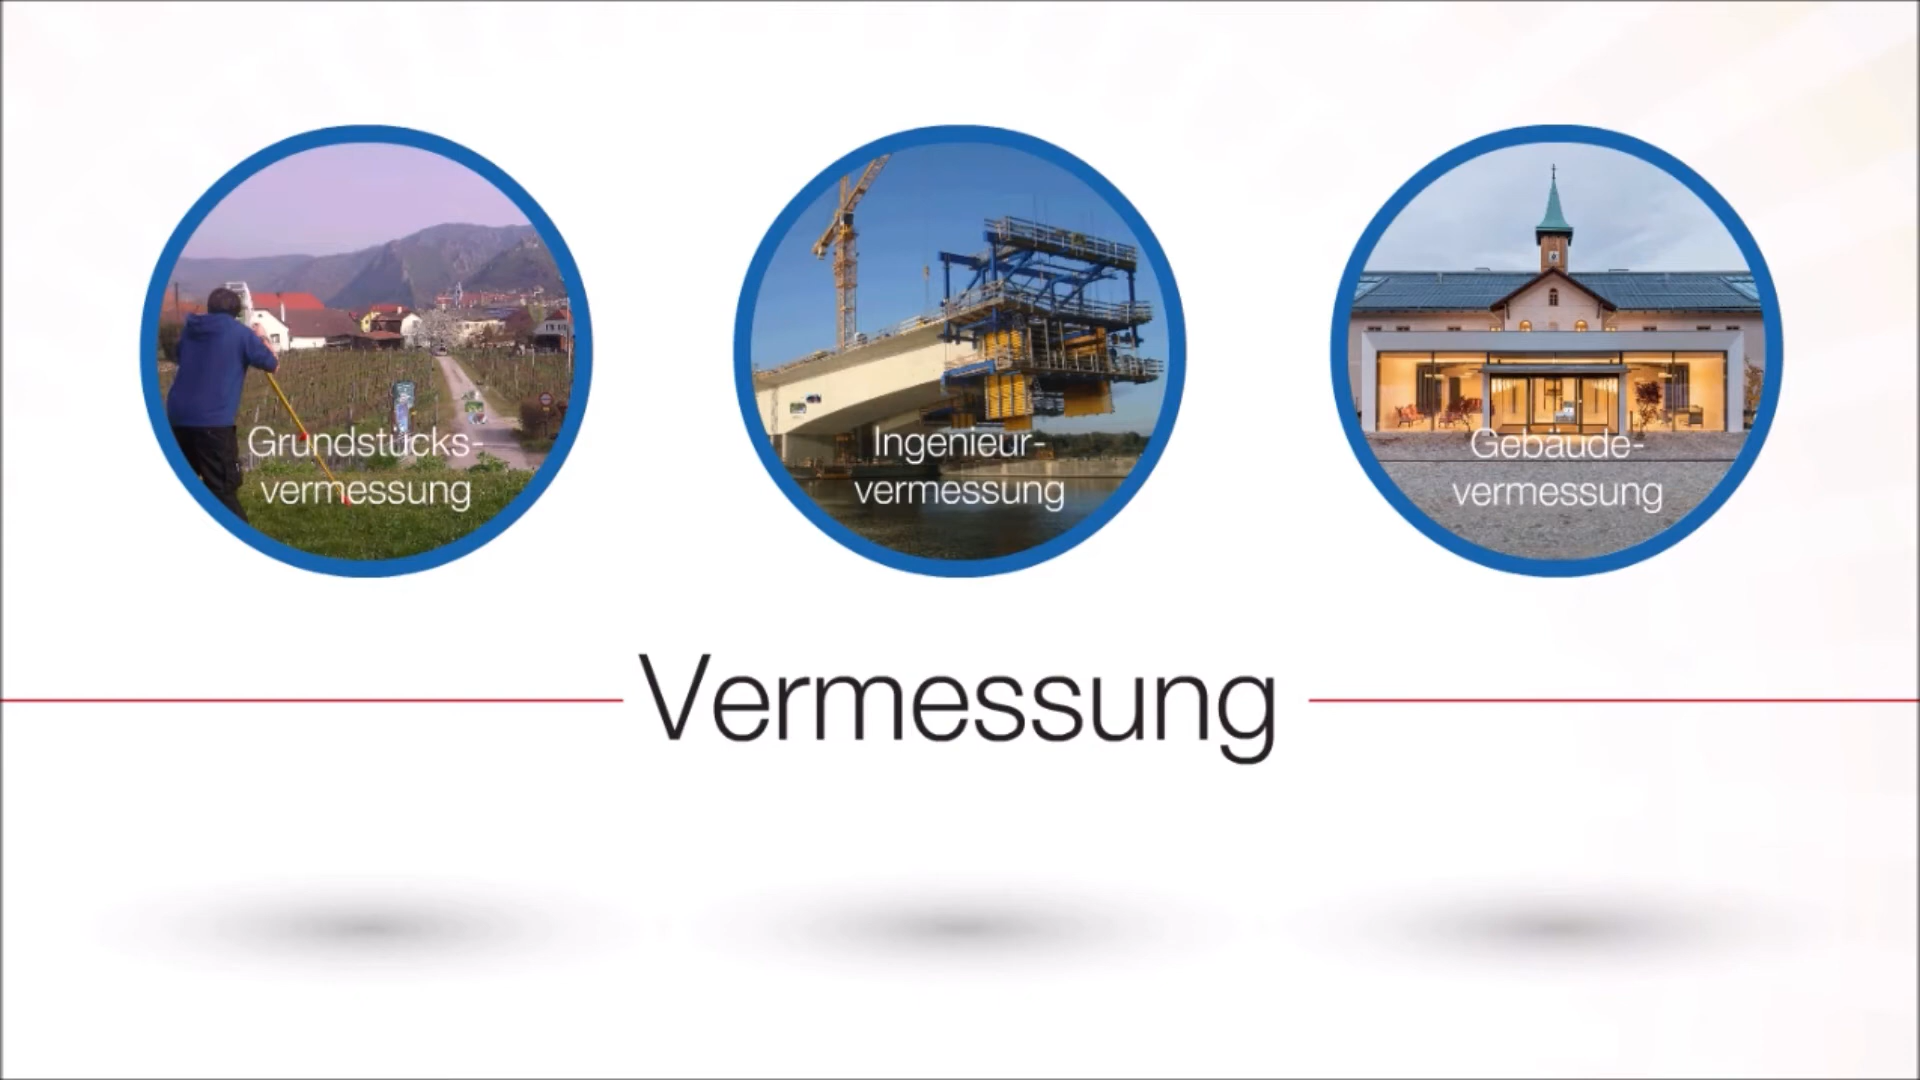 Grundstücks-
vermessung
Ingenieur-
vermessung
Gebäude-
vermessung
Vermessung